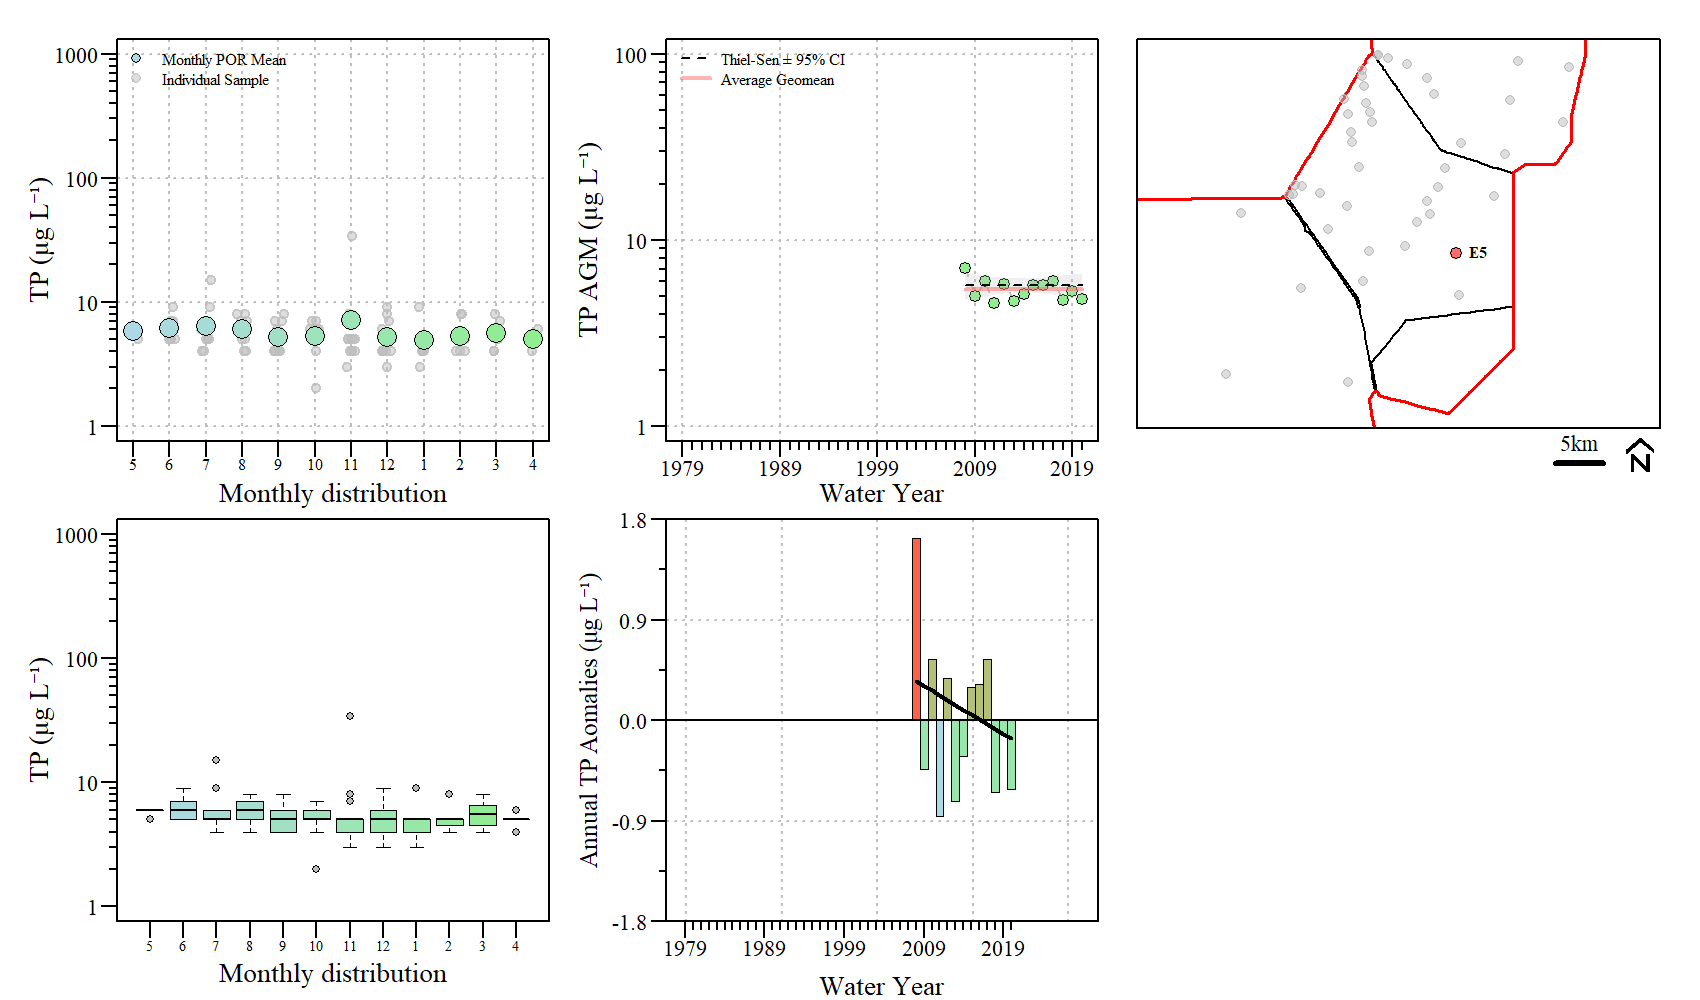 Monthly POR Mean
Individual Sample
1000
100
10
1
TP (µg L⁻¹)
5 6 7 8 9 10 11 12 1 2 3 4
Monthly distribution
Thiel-Sen ± 95% CI
Average Geomean
100
10
1
TP AGM (µg L⁻¹)
1979 1989 1999 2009 2019
Water Year
E5
5km
N
1000
100
10
1
TP (µg L⁻¹)
5 6 7 8 9 10 11 12 1 2 3 4
Monthly distribution
1.8
0.9
0.0
-0.9
-1.8
Annual TP Aomalies (µg L⁻¹)
1979 1989 1999 2009 2019
Water Year